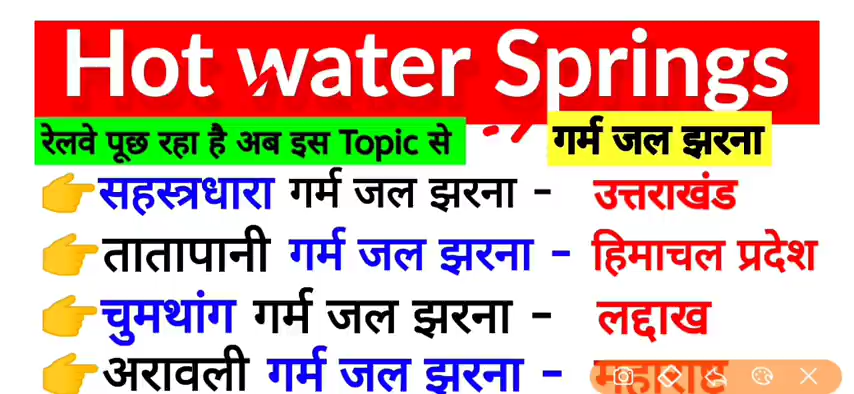 Hot water Springs
रेलवे पूछ रहा है अब इस Topic से
गर्म जल झरना
सहस्त्रधारा गर्म जल झरना - उत्तराखंड
तातापानी गर्म जल झरना - हिमाचल प्रदेश
चुमथांग गर्म जल झरना - लद्दाख
अरावली गर्म जल झरना -